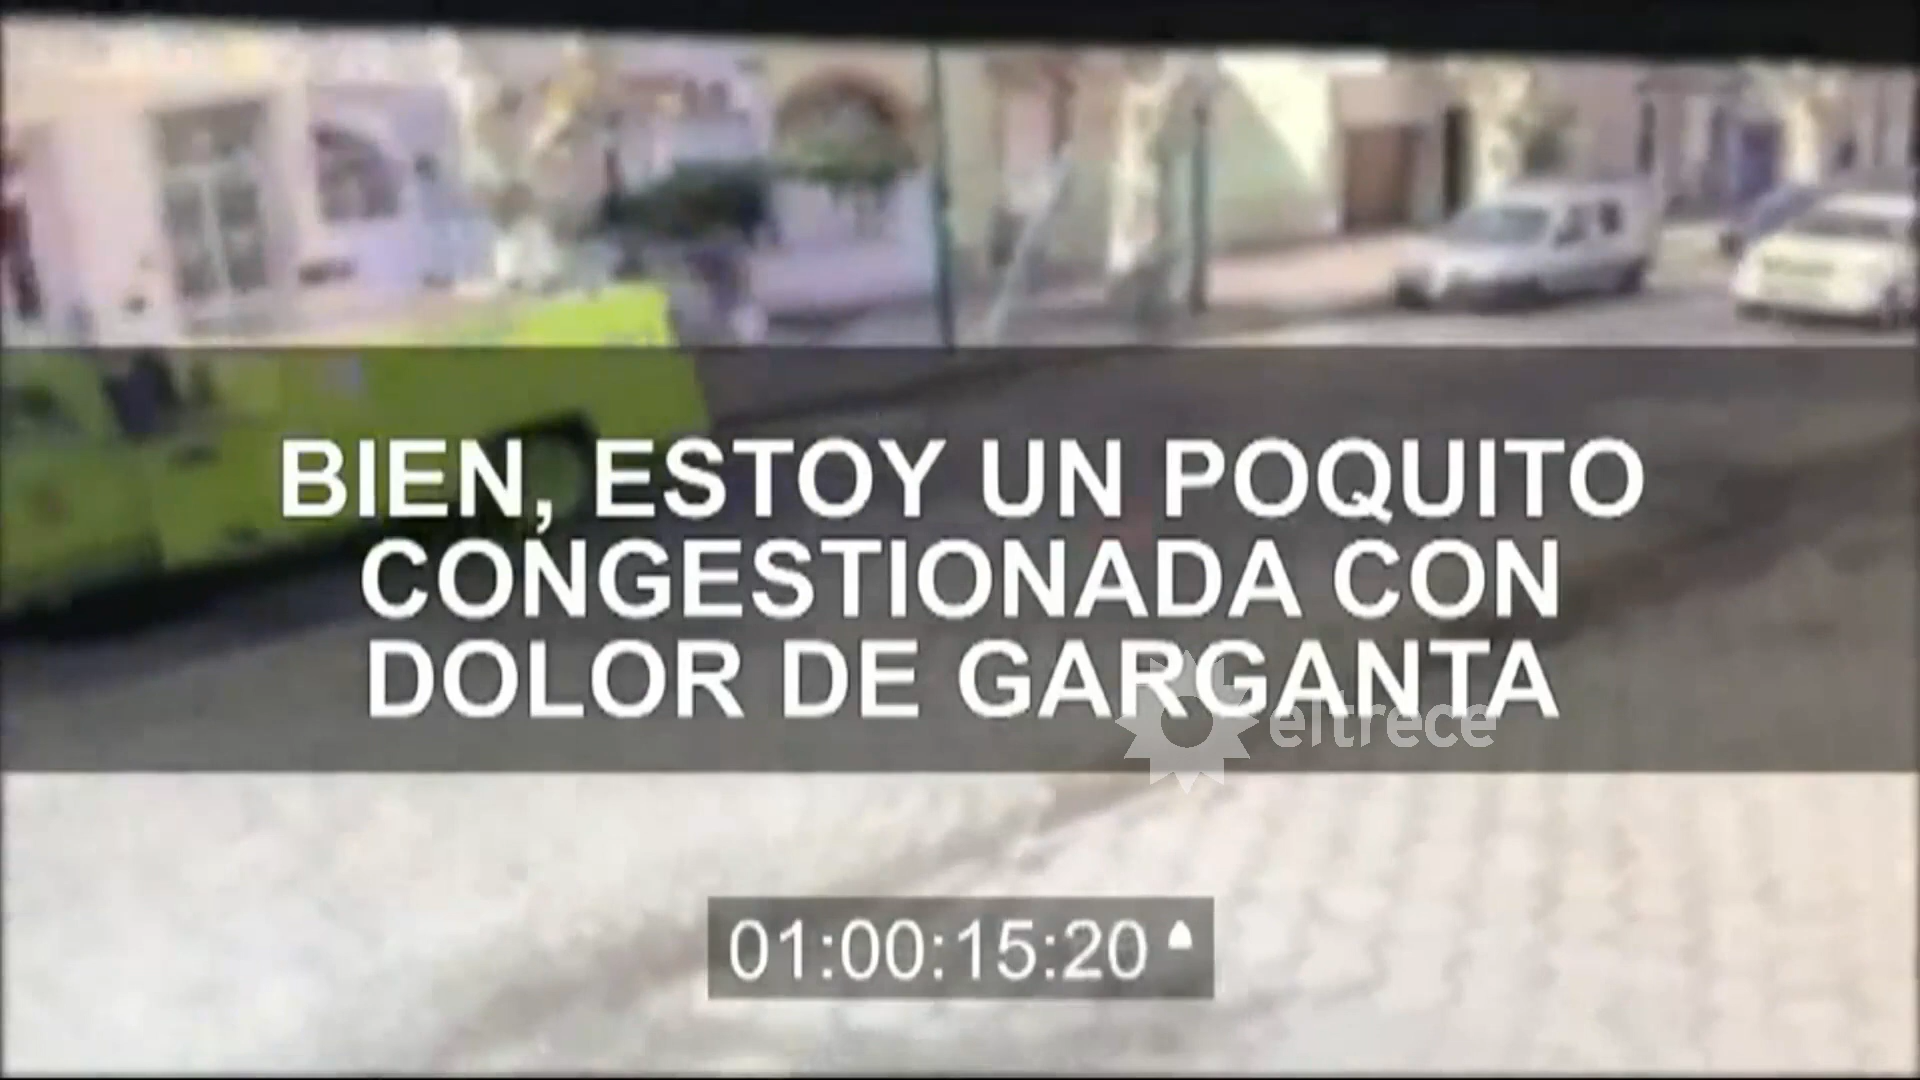 BIEN, ESTOY UN POQUITO
CONGESTIONADA CON
DOLOR DE GARGANTA
eltrece
01:00:15:20